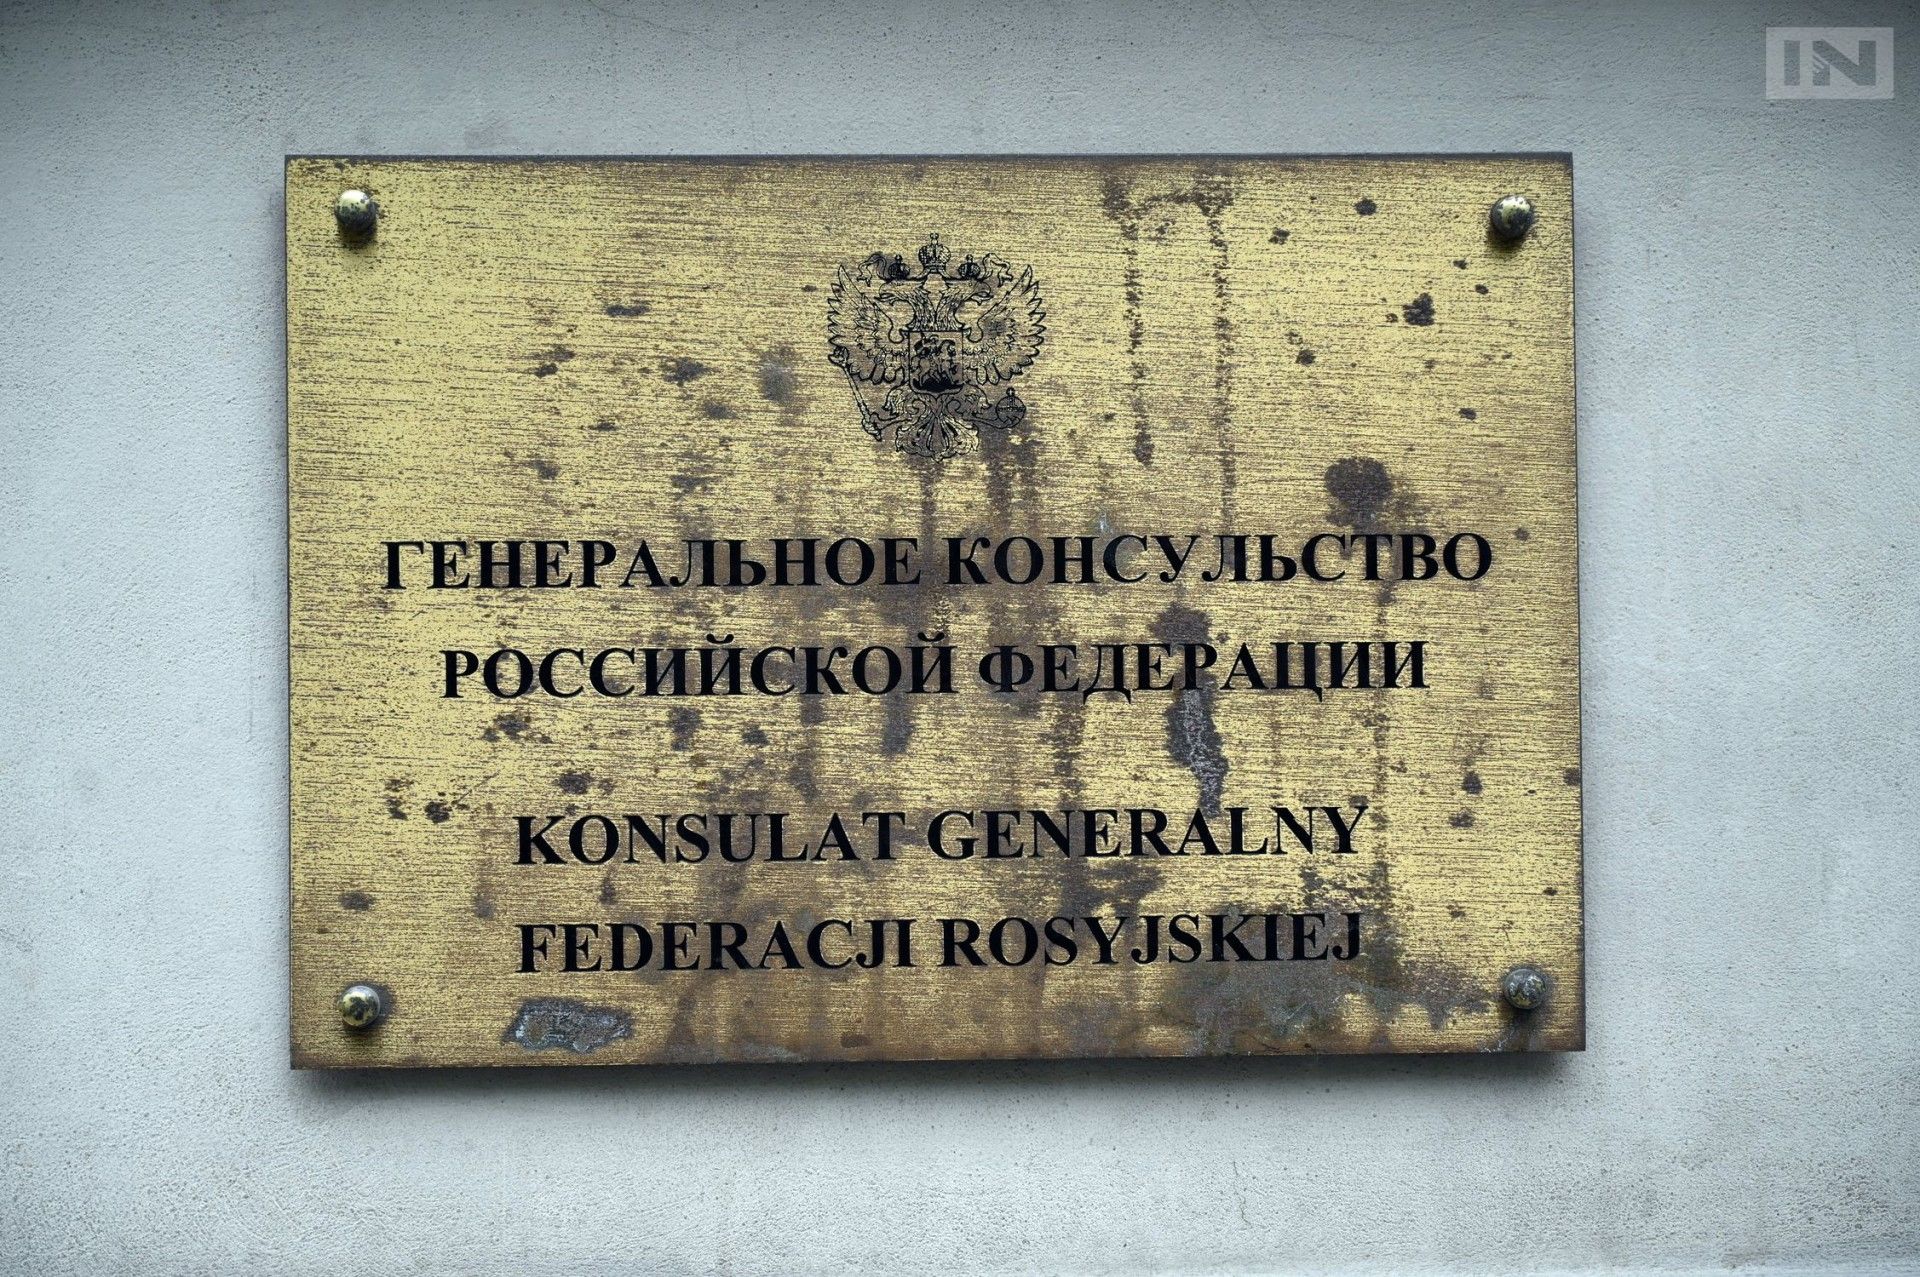 IN
ГЕНЕРАЛЬНОЕ КОНСУЛЬСТВО
РОССИЙСКОЙ ФЕДЕРАЦИИ
KONSULAT GENERALNY
FEDERACJI ROSYJSKIEJ